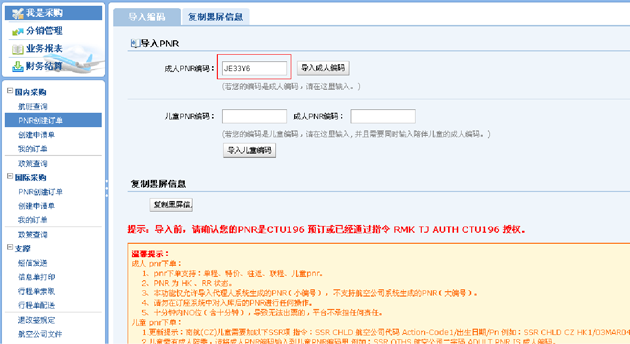 我是采购
分销管理
业务报表
财务结算
国内采购
航班查询
PNR创建订单
创建申请单
我的订单
政策查询
国际采购
PNR创建订单
创建申请单
我的订单
政策查询
支撑
短信发送
信息单打印
行程单索取
行程单配送
退改签规定
航空公司文件
导入编码
复制黑屏信息
导入PNR
成人PNR编码： JE33Y6 导入成人编码
(若您的编码是成人编码，请在这里输入。)
儿童PNR编码： 成人PNR编码：
(若您的编码是儿童编码，请在这里输入, 并且需要同时输入陪伴儿童的成人编码。)
导入儿童编码
复制黑屏信息
复制黑屏信息
提示：导入前，请确认您的PNR是CTU196 预订或已经通过指令 RMK TJ AUTH CTU196 授权。
温馨提示：
成人 pnr下单：
1、pnr下单支持：单程、特价、往返、联程、儿童pnr。
2、PNR 为 HK 、RR 状态。
3、本功能仅允许导入代理人系统生成的PNR（小编号），不支持航空公司系统生成的PNR（大编号）。
4、请勿在订座系统中对入库后的PNR进行任何操作。
5、十分钟内NO位（含十分钟），导致无法出票的，平台不承担任何责任。
儿童 pnr下单：
1.更新提示：南航(CZ)儿童需要加如下SSR项 指令：SSR CHLD 航空公司代码 Action-Code1/出生日期/Pn 例如：SSR CHLD CZ HK1/03MAR04